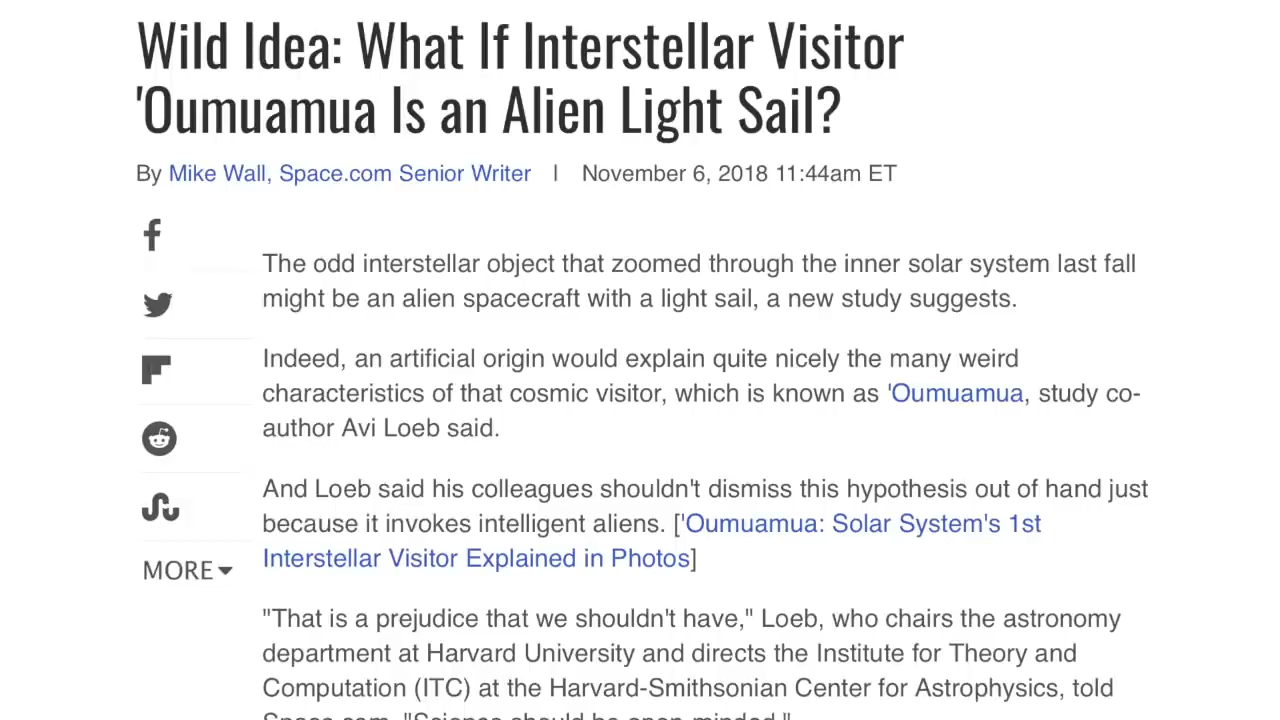 Wild Idea: What If Interstellar Visitor
'Oumuamua Is an Alien Light Sail?
By Mike Wall, Space.com Senior Writer | November 6, 2018 11:44am ET
The odd interstellar object that zoomed through the inner solar system last fall
might be an alien spacecraft with a light sail, a new study suggests.
Indeed, an artificial origin would explain quite nicely the many weird
characteristics of that cosmic visitor, which is known as 'Oumuamua, study co-
author Avi Loeb said.
And Loeb said his colleagues shouldn't dismiss this hypothesis out of hand just
because it invokes intelligent aliens. ['Oumuamua: Solar System's 1st
Interstellar Visitor Explained in Photos]
MORE
"That is a prejudice that we shouldn't have," Loeb, who chairs the astronomy
department at Harvard University and directs the Institute for Theory and
Computation (ITC) at the Harvard-Smithsonian Center for Astrophysics, told
Space.com. "Science should be open-minded."